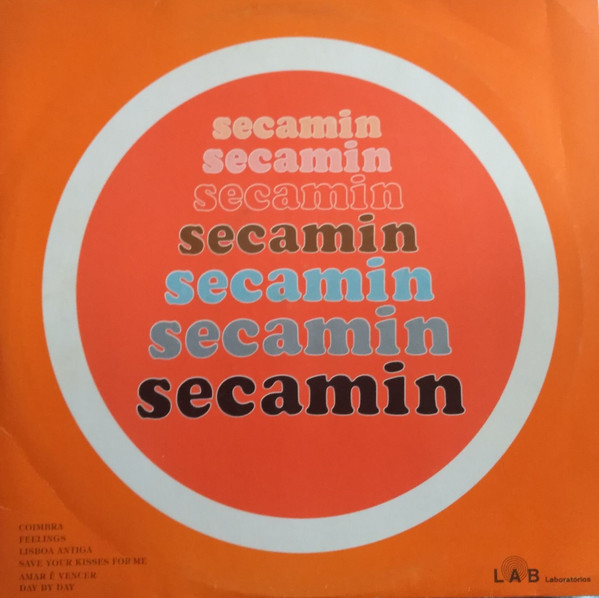 secamin
secamin
secamin
secamin
secamin
secamin
secamin
COIMBRA
FEELINGS
LISBOA ANTIGA
SAVE YOUR KISSES FOR ME
AMAR É VENCER
DAY BY DAY
LAB Laboratórios